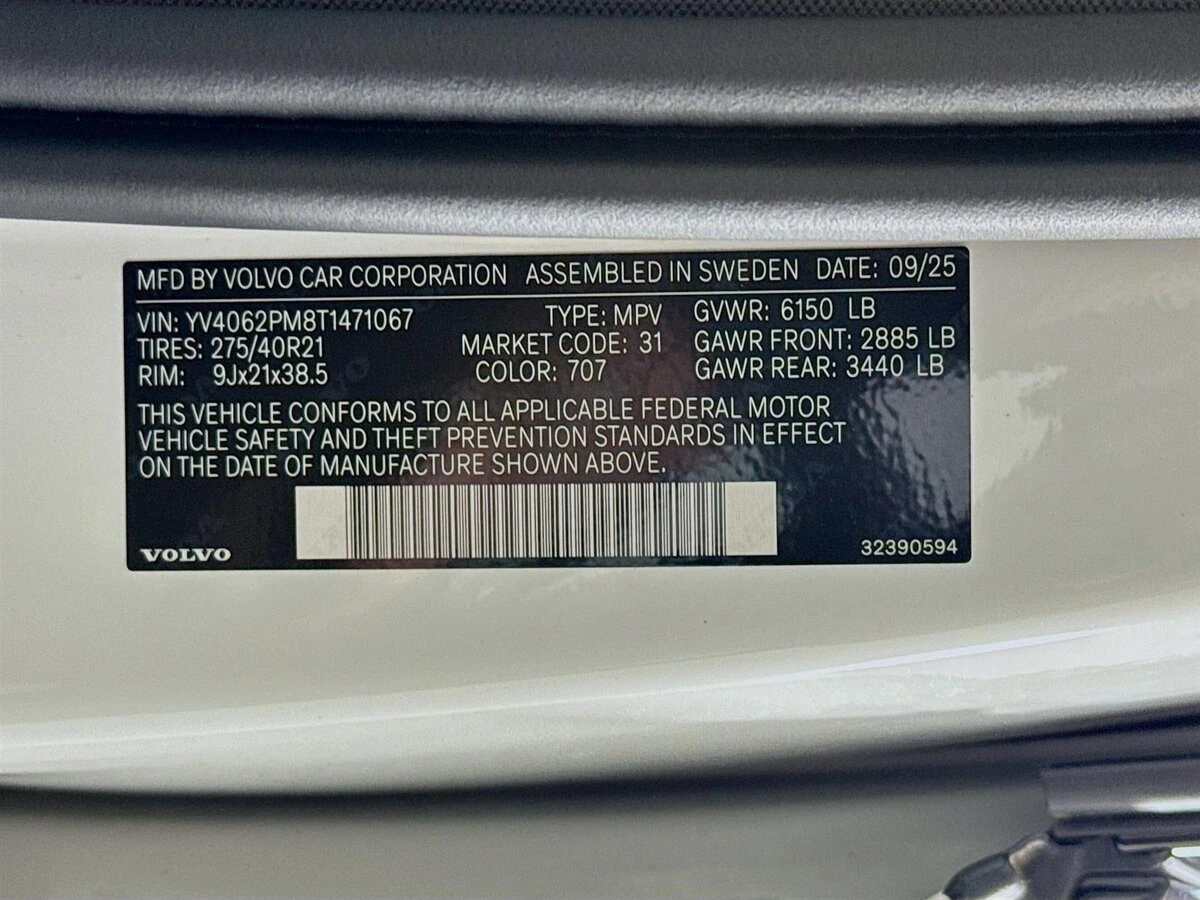 MFD BY VOLVO CAR CORPORATION ASSEMBLED IN SWEDEN DATE: 09/25
VIN: YV4062PM8T1471067 TYPE: MPV GVWR: 6150 LB
TIRES: 275/40R21 MARKET CODE: 31 GAWR FRONT: 2885 LB
RIM: 9Jx21x38.5 COLOR: 707 GAWR REAR: 3440 LB
THIS VEHICLE CONFORMS TO ALL APPLICABLE FEDERAL MOTOR
VEHICLE SAFETY AND THEFT PREVENTION STANDARDS IN EFFECT
ON THE DATE OF MANUFACTURE SHOWN ABOVE.
VOLVO 32390594